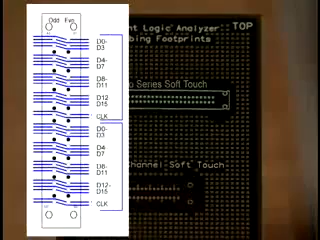 Odd Evn
D0-
D3
D4-
D7
D8-
D11
D12
D15
CLK
D0-
D3
D4
D7
D8-
D11
D12-
D15
CLK
nt Logic Analyzer
bing Footprints
TOP
o Series Soft Touch
Channel Soft Touch